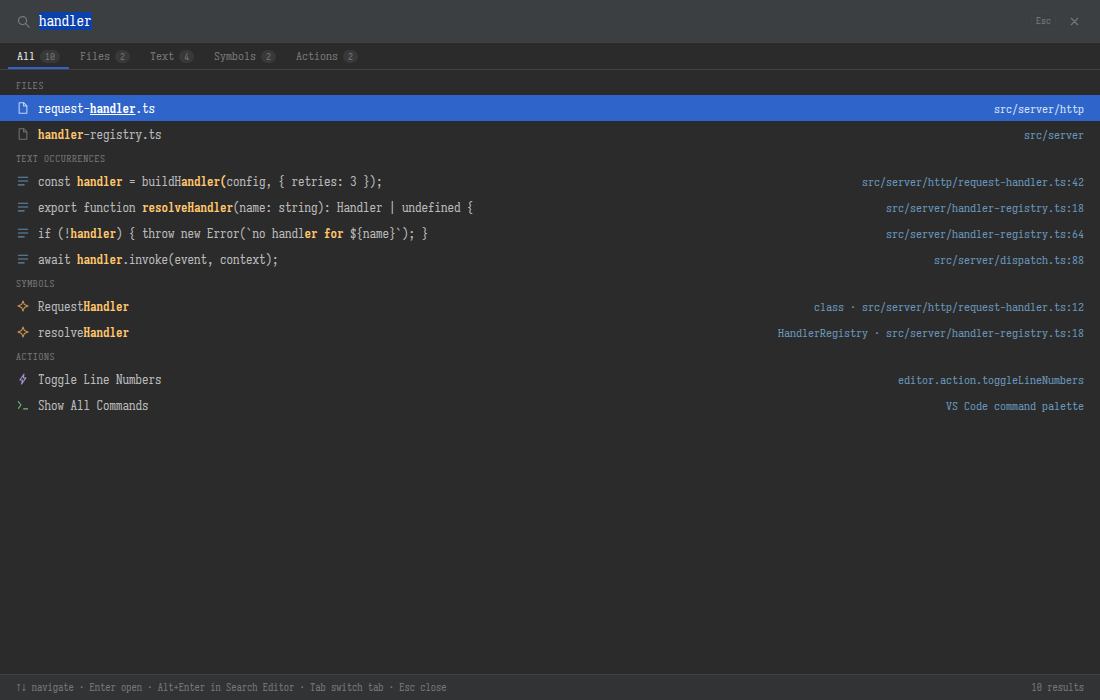 handler Esc
All 10 Files 2 Text 4 Symbols 2 Actions 2
FILES
request-handler.ts src/server/http
handler-registry.ts src/server
TEXT OCCURRENCES
const handler = buildHandler(config, { retries: 3 }); src/server/http/request-handler.ts:42
export function resolveHandler(name: string): Handler | undefined { src/server/handler-registry.ts:18
if (!handler) { throw new Error(`no handler for ${name}`); } src/server/handler-registry.ts:64
await handler.invoke(event, context); src/server/dispatch.ts:88
SYMBOLS
RequestHandler class · src/server/http/request-handler.ts:12
resolveHandler HandlerRegistry · src/server/handler-registry.ts:18
ACTIONS
Toggle Line Numbers editor.action.toggleLineNumbers
Show All Commands VS Code command palette
↑↓ navigate · Enter open · Alt+Enter in Search Editor · Tab switch tab · Esc close 10 results